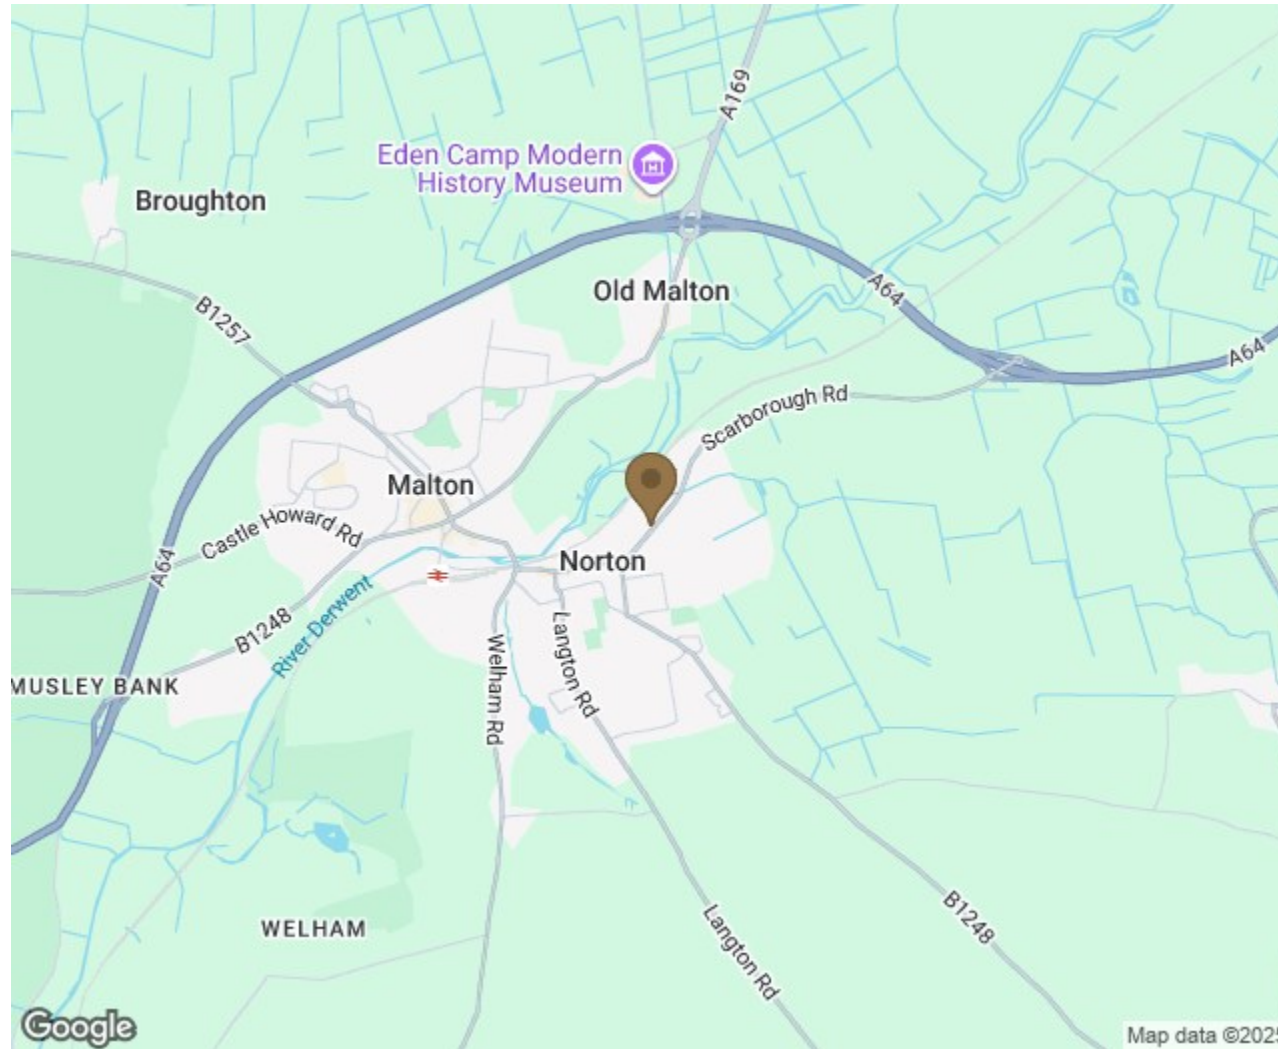 A169
Eden Camp Modern
History Museum
Broughton
Old Malton
A64
B1257
A64
Scarborough Rd
Malton
Castle Howard Rd
Norton
A64
River Derwent
B1248
Langton Rd
Welham Rd
MUSLEY BANK
WELHAM
B1248
Langton Rd
Google
Map data ©2025